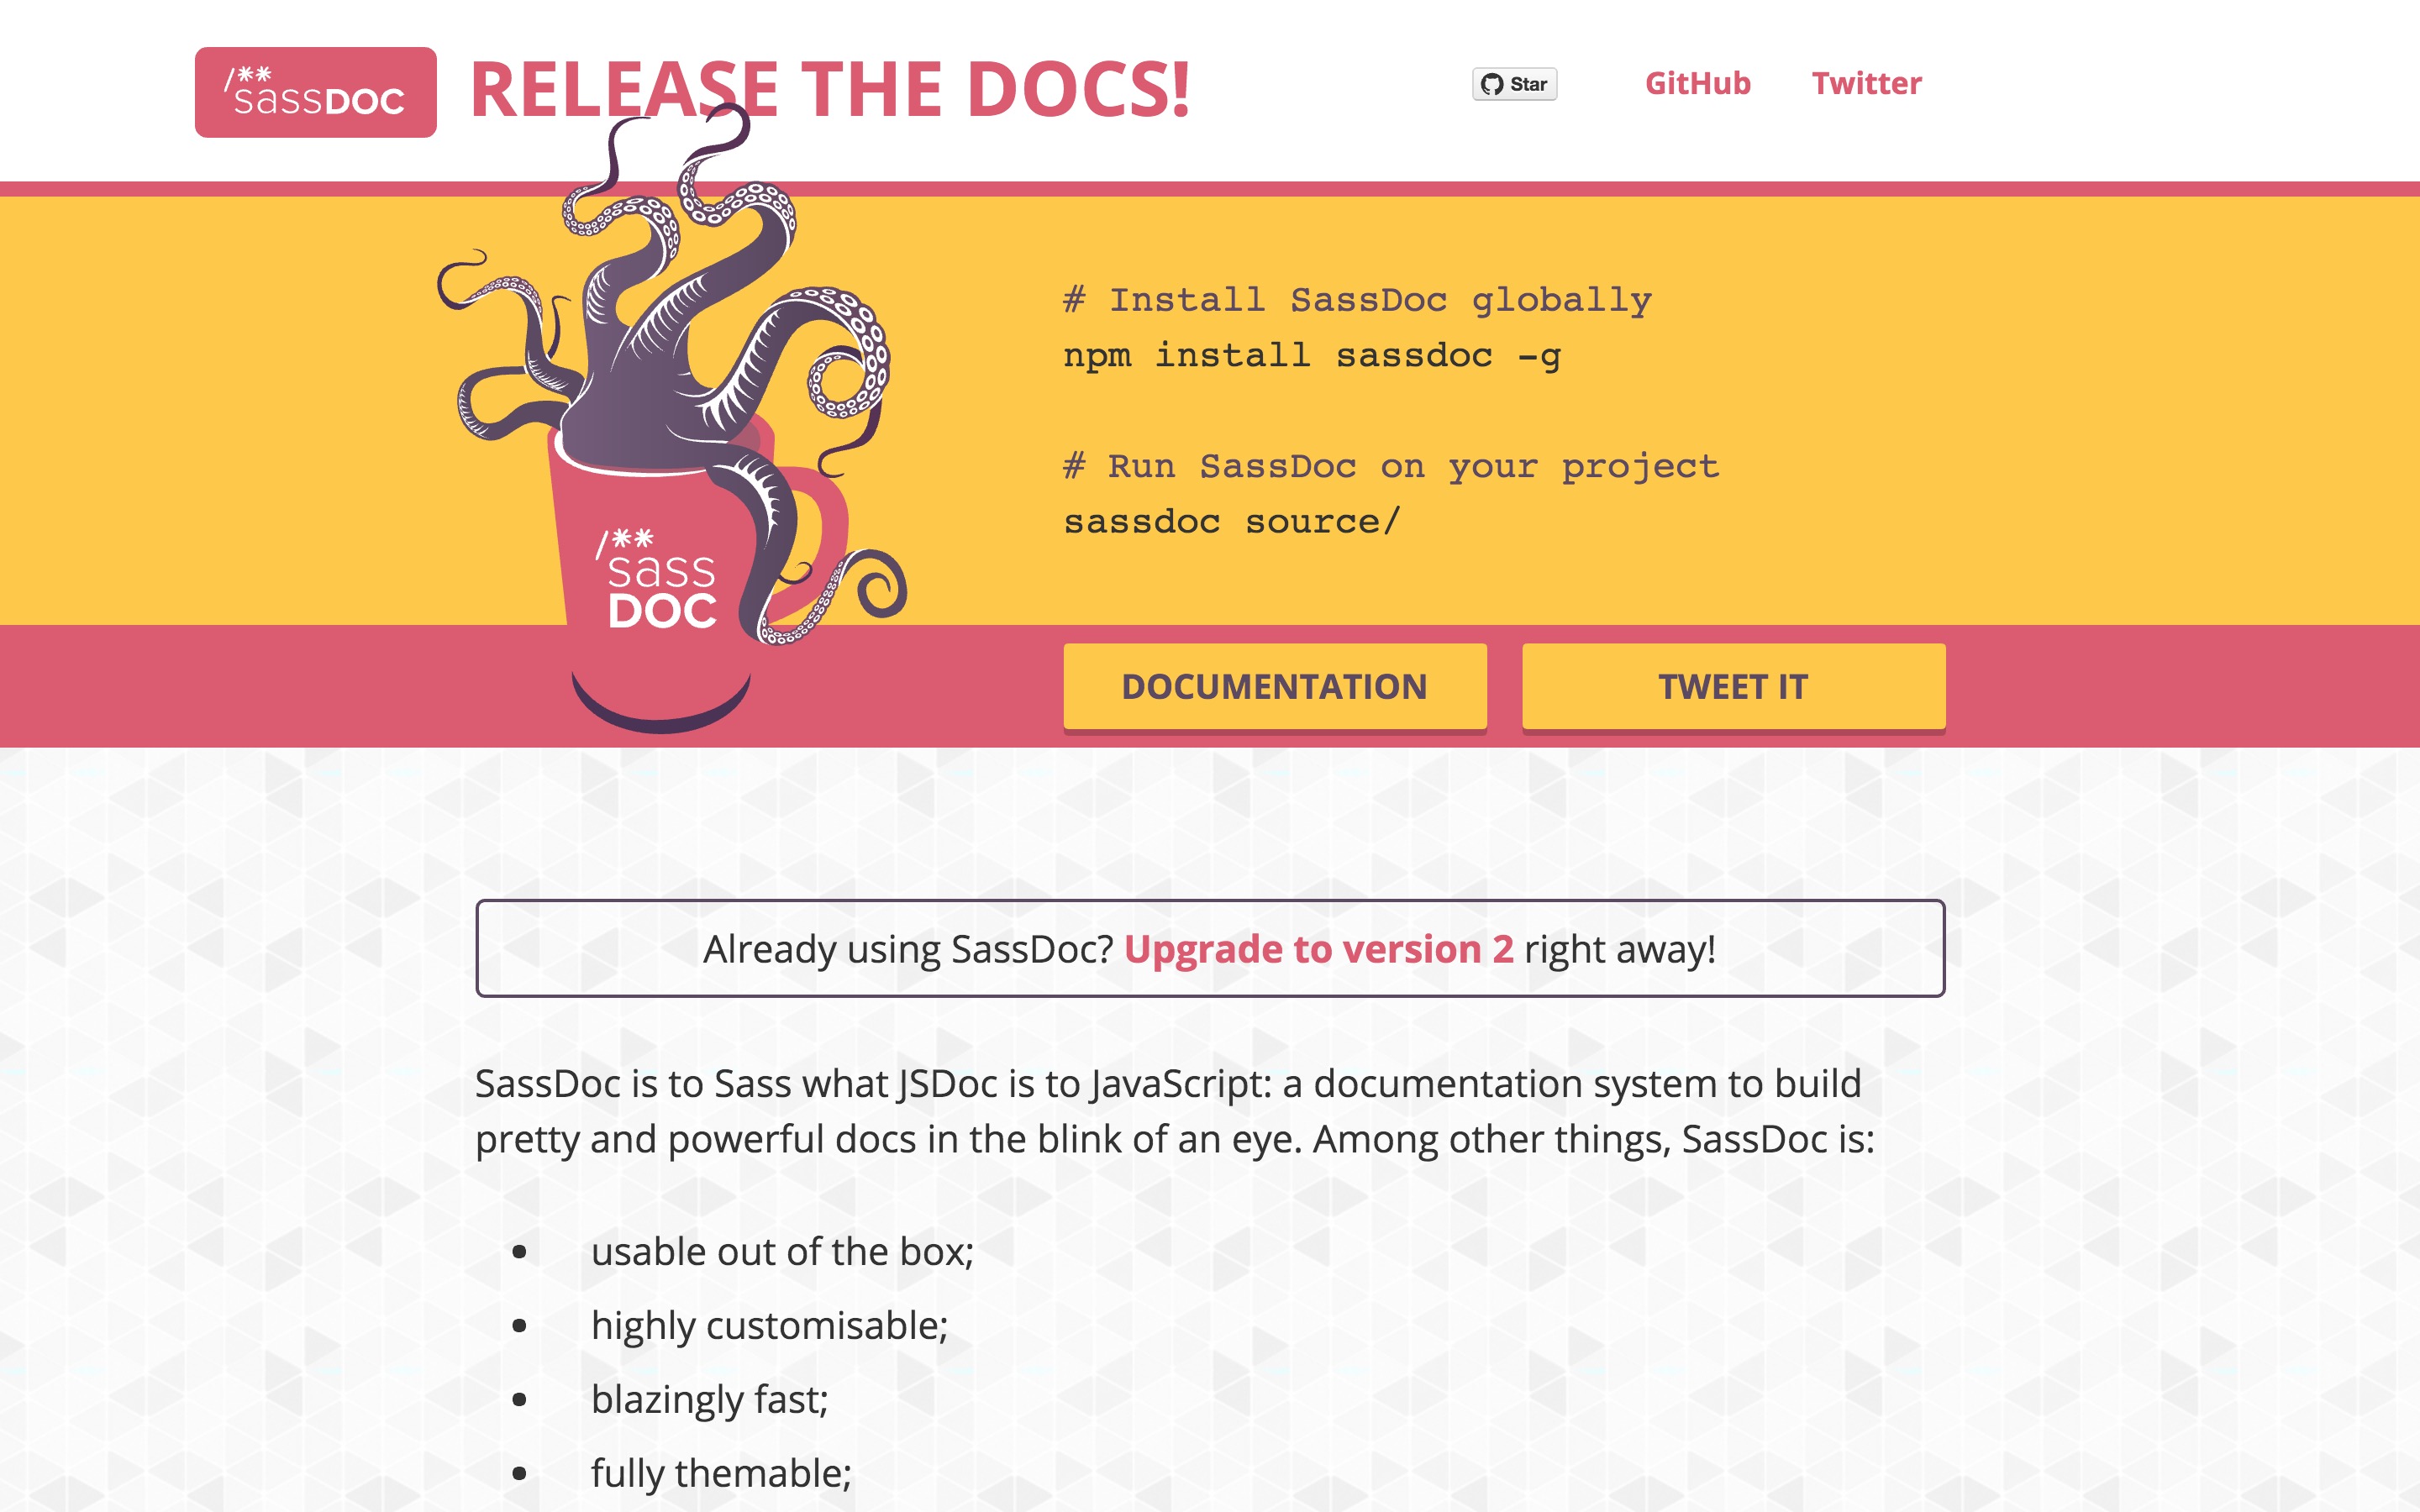 /**
sassDOC
RELEASE THE DOCS!
Star
GitHub
Twitter
# Install SassDoc globally
npm install sassdoc -g
# Run SassDoc on your project
sassdoc source/
/**
sass
DOC
DOCUMENTATION
TWEET IT
Already using SassDoc? Upgrade to version 2 right away!
SassDoc is to Sass what JSDoc is to JavaScript: a documentation system to build
pretty and powerful docs in the blink of an eye. Among other things, SassDoc is:
• usable out of the box;
• highly customisable;
• blazingly fast;
• fully themable;